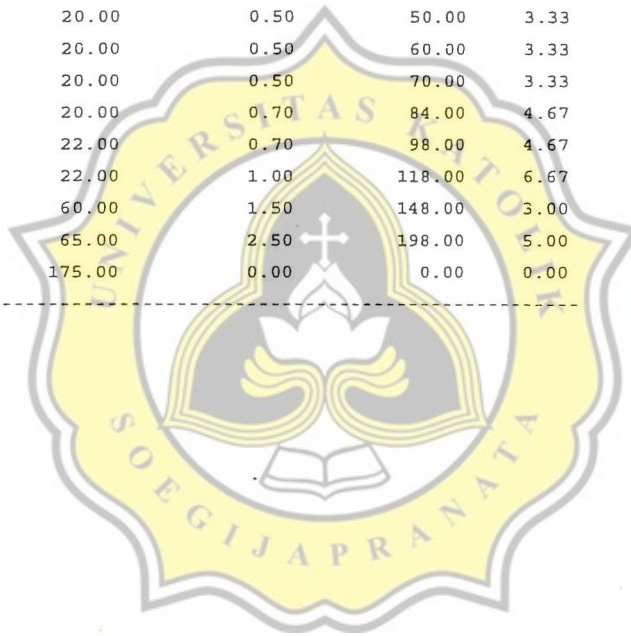 20.00 0.50 50.00 3.33
20.00 0.50 60.00 3.33
20.00 0.50 70.00 3.33
20.00 0.70 84.00 4.67
22.00 0.70 98.00 4.67
22.00 1.00 118.00 6.67
60.00 1.50 148.00 3.00
65.00 2.50 198.00 5.00
175.00 0.00 0.00 0.00
UNIVERSITAS KATOLIK
SOEGIJAPRANATA